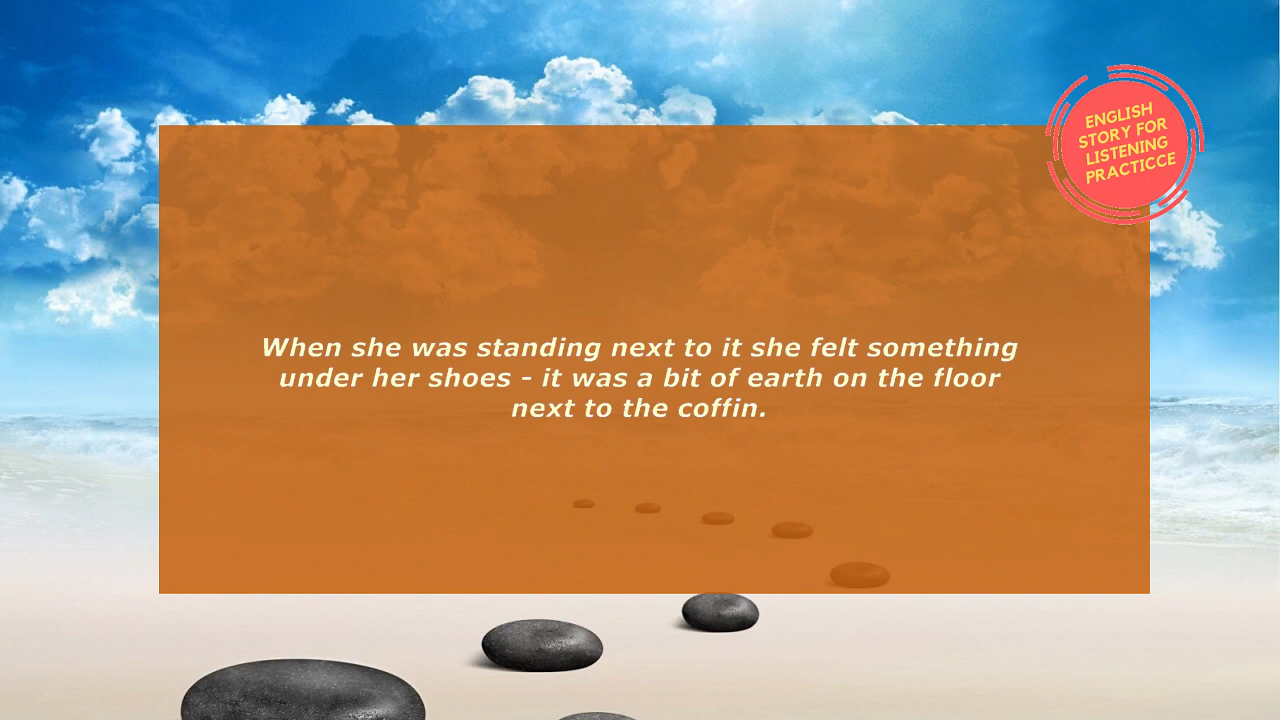 ENGLISH
STORY FOR
LISTENING
PRACTICCE
When she was standing next to it she felt something
under her shoes - it was a bit of earth on the floor
next to the coffin.